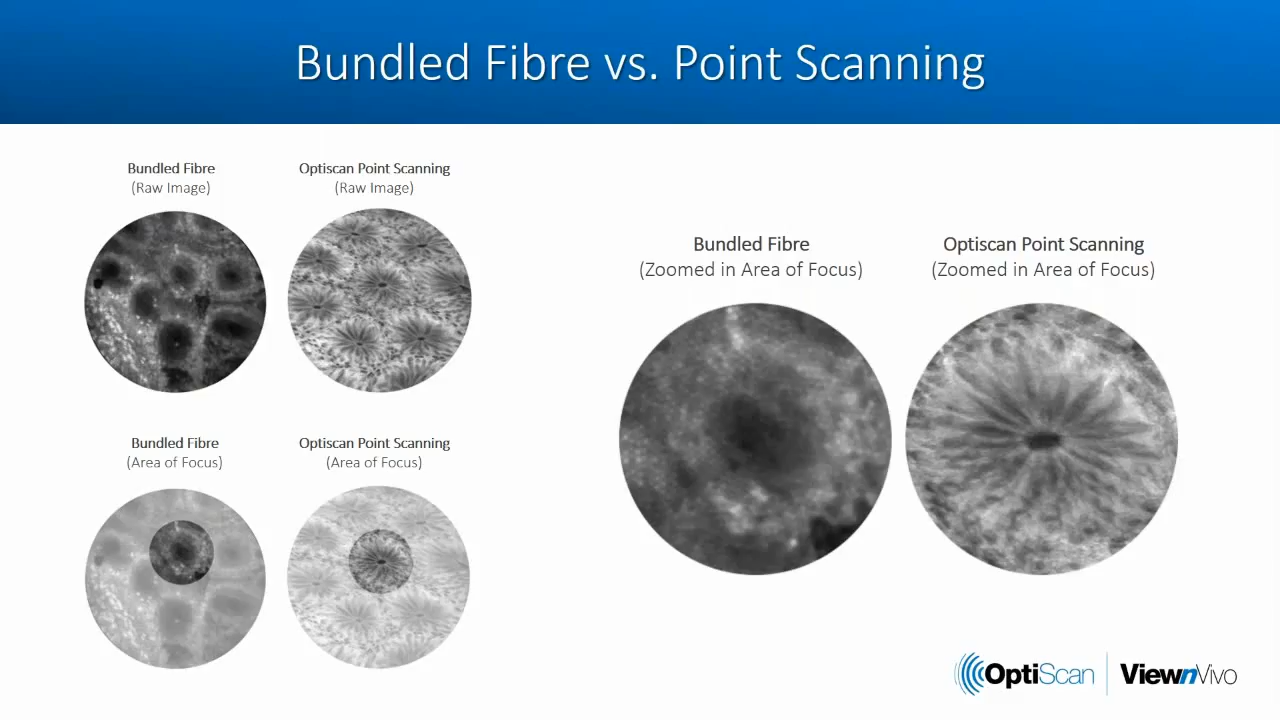 Bundled Fibre vs. Point Scanning
Bundled Fibre
(Raw Image)
Optiscan Point Scanning
(Raw Image)
Bundled Fibre
(Area of Focus)
Optiscan Point Scanning
(Area of Focus)
Bundled Fibre
(Zoomed in Area of Focus)
Optiscan Point Scanning
(Zoomed in Area of Focus)
OptiScan
ViewnVivo